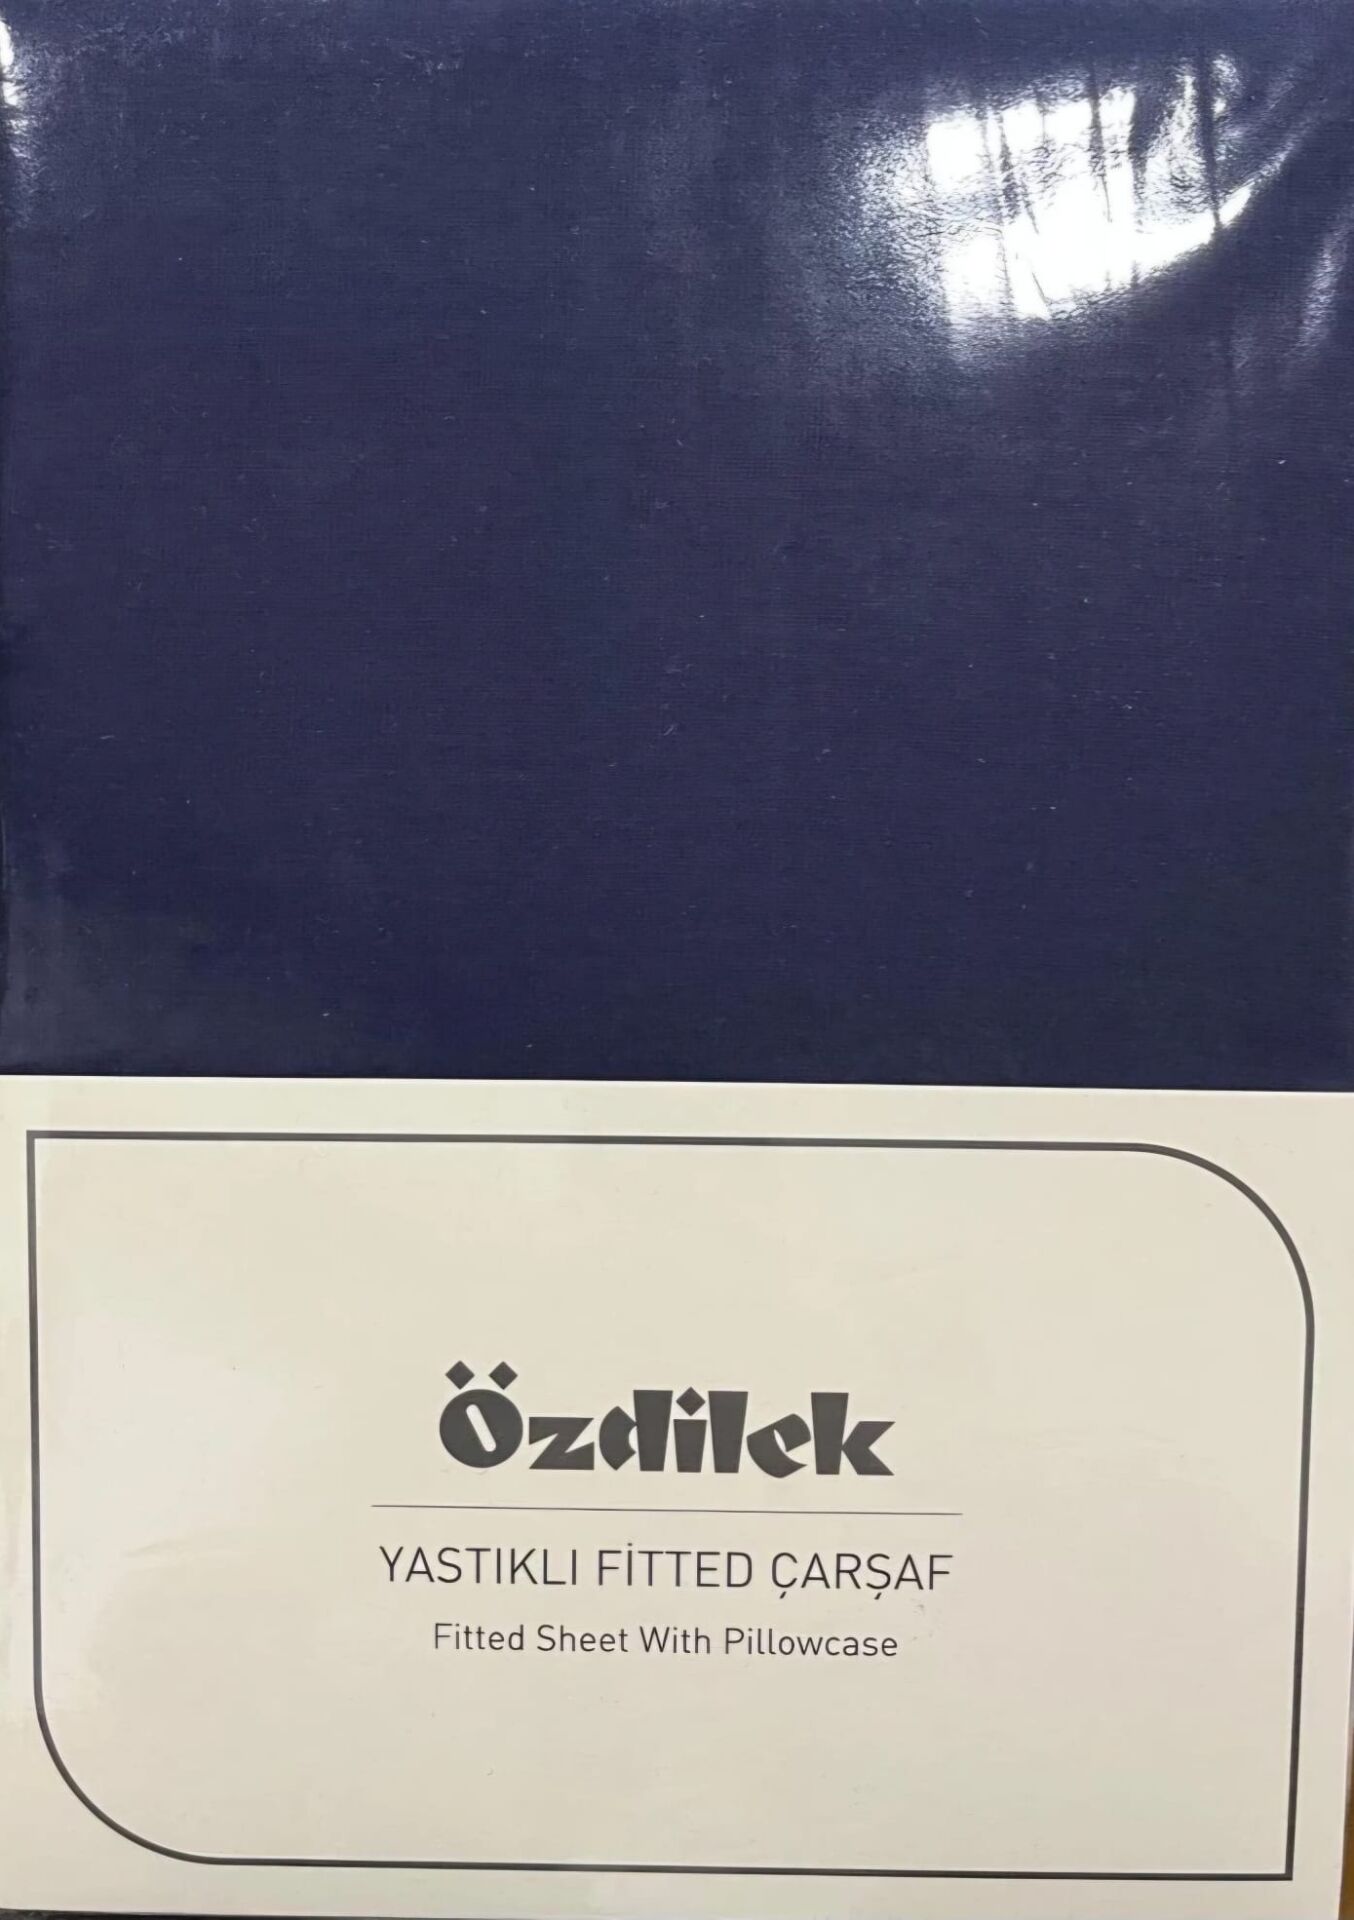 Özdilek
YASTIKLI FİTTED ÇARŞAF
Fitted Sheet With Pillowcase